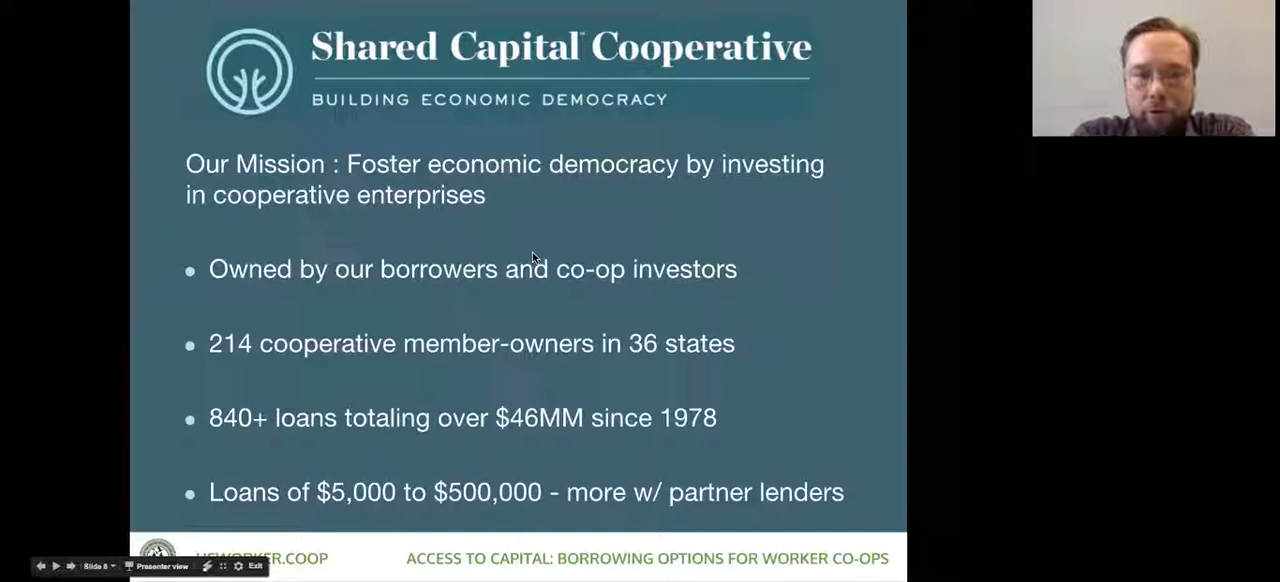 Shared Capital™ Cooperative
BUILDING ECONOMIC DEMOCRACY
Our Mission : Foster economic democracy by investing
in cooperative enterprises
• Owned by our borrowers and co-op investors
• 214 cooperative member-owners in 36 states
• 840+ loans totaling over $46MM since 1978
• Loans of $5,000 to $500,000 - more w/ partner lenders
USWORKER.COOP
ACCESS TO CAPITAL: BORROWING OPTIONS FOR WORKER CO-OPS
Slide 8 Presenter view Exit